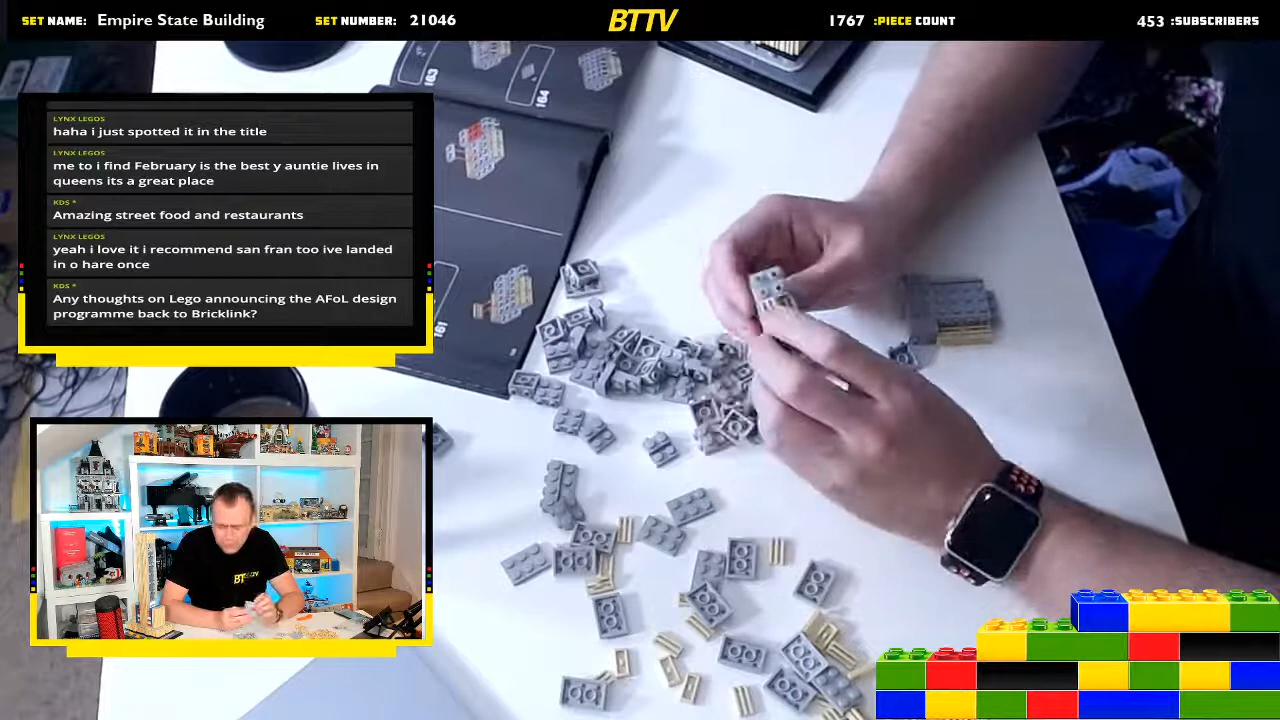 SET NAME: Empire State Building
SET NUMBER: 21046
BTTV
1767 :PIECE COUNT
453 :SUBSCRIBERS
LYNX LEGOS
haha i just spotted it in the title
LYNX LEGOS
me to i find February is the best y auntie lives in
queens its a great place
KDS *
Amazing street food and restaurants
LYNX LEGOS
yeah i love it i recommend san fran too ive landed
in o hare once
KDS *
Any thoughts on Lego announcing the AFoL design
programme back to Bricklink?
163
164
161